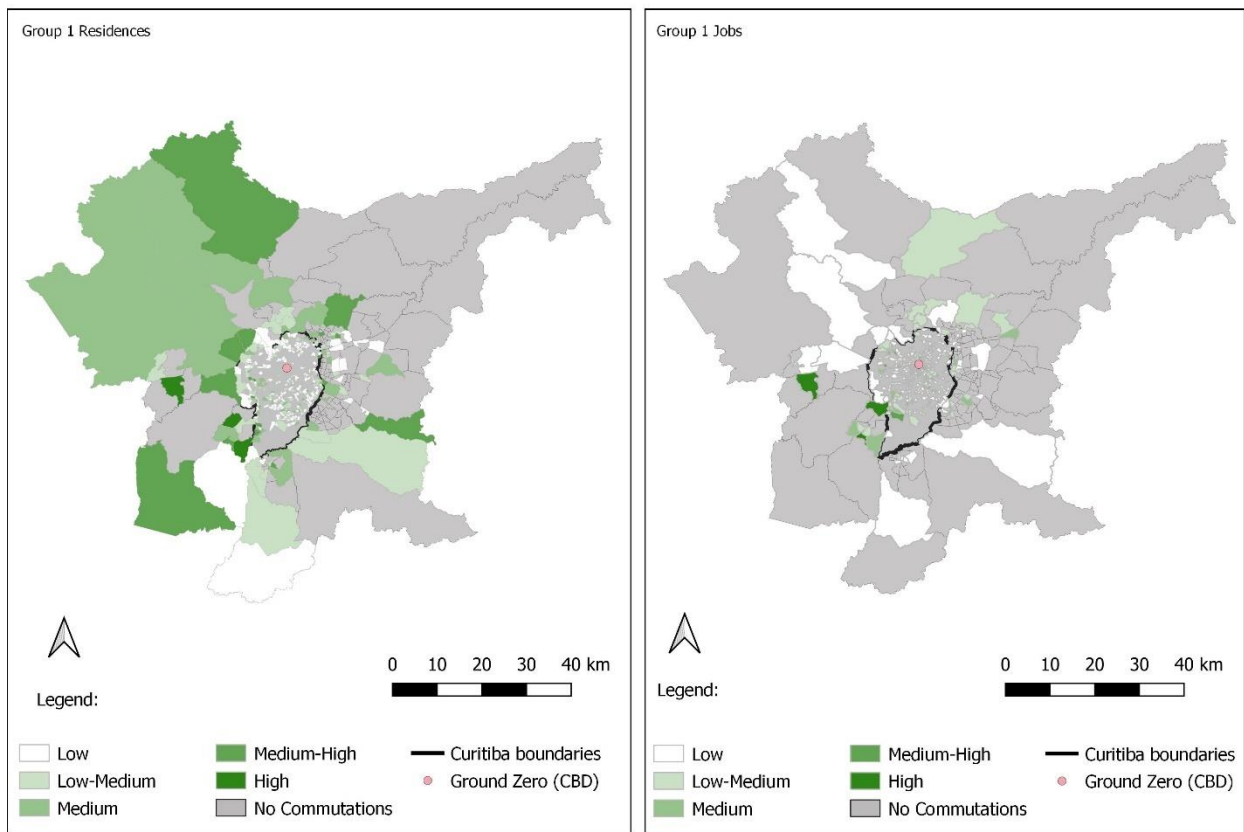 Group 1 Residences
0 10 20 30 40 km
Legend:
Low
Low-Medium
Medium
Medium-High
High
No Commutations
Curitiba boundaries
Ground Zero (CBD)
Group 1 Jobs
0 10 20 30 40 km
Legend:
Low
Low-Medium
Medium
Medium-High
High
No Commutations
Curitiba boundaries
Ground Zero (CBD)